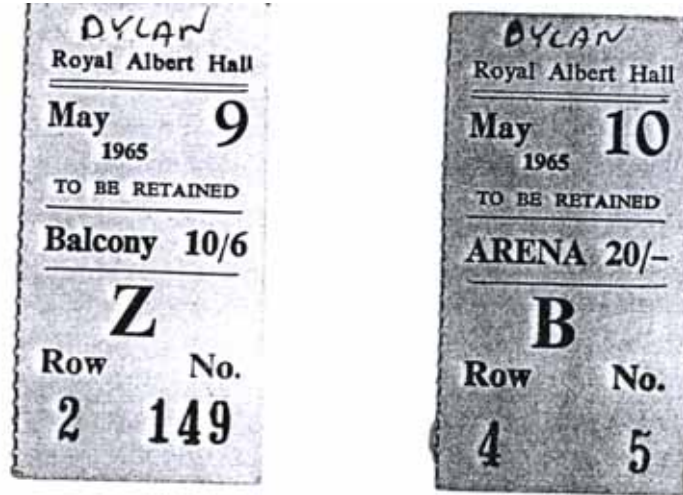 DYLAN
Royal Albert Hall
May 9
1965
TO BE RETAINED
Balcony 10/6
Z
Row No.
2 149
DYLAN
Royal Albert Hall
May 10
1965
TO BE RETAINED
ARENA 20/-
B
Row No.
4 5